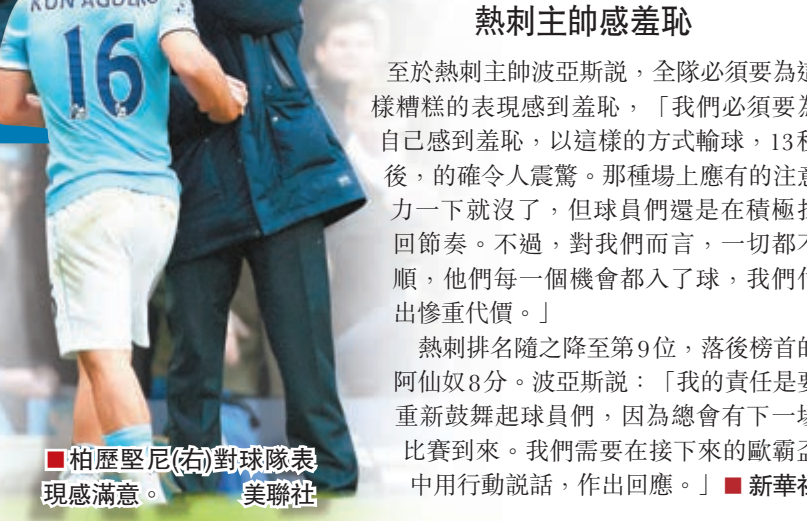 KUN AGÜERO
16
熱刺主帥感羞恥
至於熱刺主帥波亞斯說，全隊必須要為這
樣糟糕的表現感到羞恥，「我們必須要為
自己感到羞恥，以這樣的方式輸球，13秒
後，的確令人震驚。那種場上應有的注意
力一下就沒了，但球員們還是在積極找
回節奏。不過，對我們而言，一切都不
順，他們每一個機會都入了球，我們付
出慘重代價。」
熱刺排名隨之降至第9位，落後榜首的
阿仙奴8分。波亞斯說：「我的責任是要
重新鼓舞起球員們，因為總會有下一場
比賽到來。我們需要在接下來的歐霸盃
中用行動說話，作出回應。」■ 新華社
■柏歷堅尼(右)對球隊表
現感滿意。 美聯社